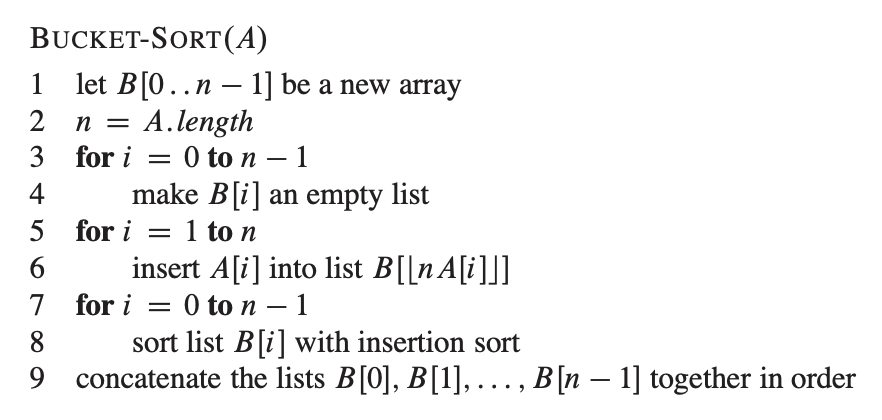 BUCKET-SORT(A)
1 let B[0..n − 1] be a new array
2 n = A.length
3 for i = 0 to n − 1
4 make B[i] an empty list
5 for i = 1 to n
6 insert A[i] into list B[⌊nA[i]⌋]
7 for i = 0 to n − 1
8 sort list B[i] with insertion sort
9 concatenate the lists B[0], B[1], . . . , B[n − 1] together in order